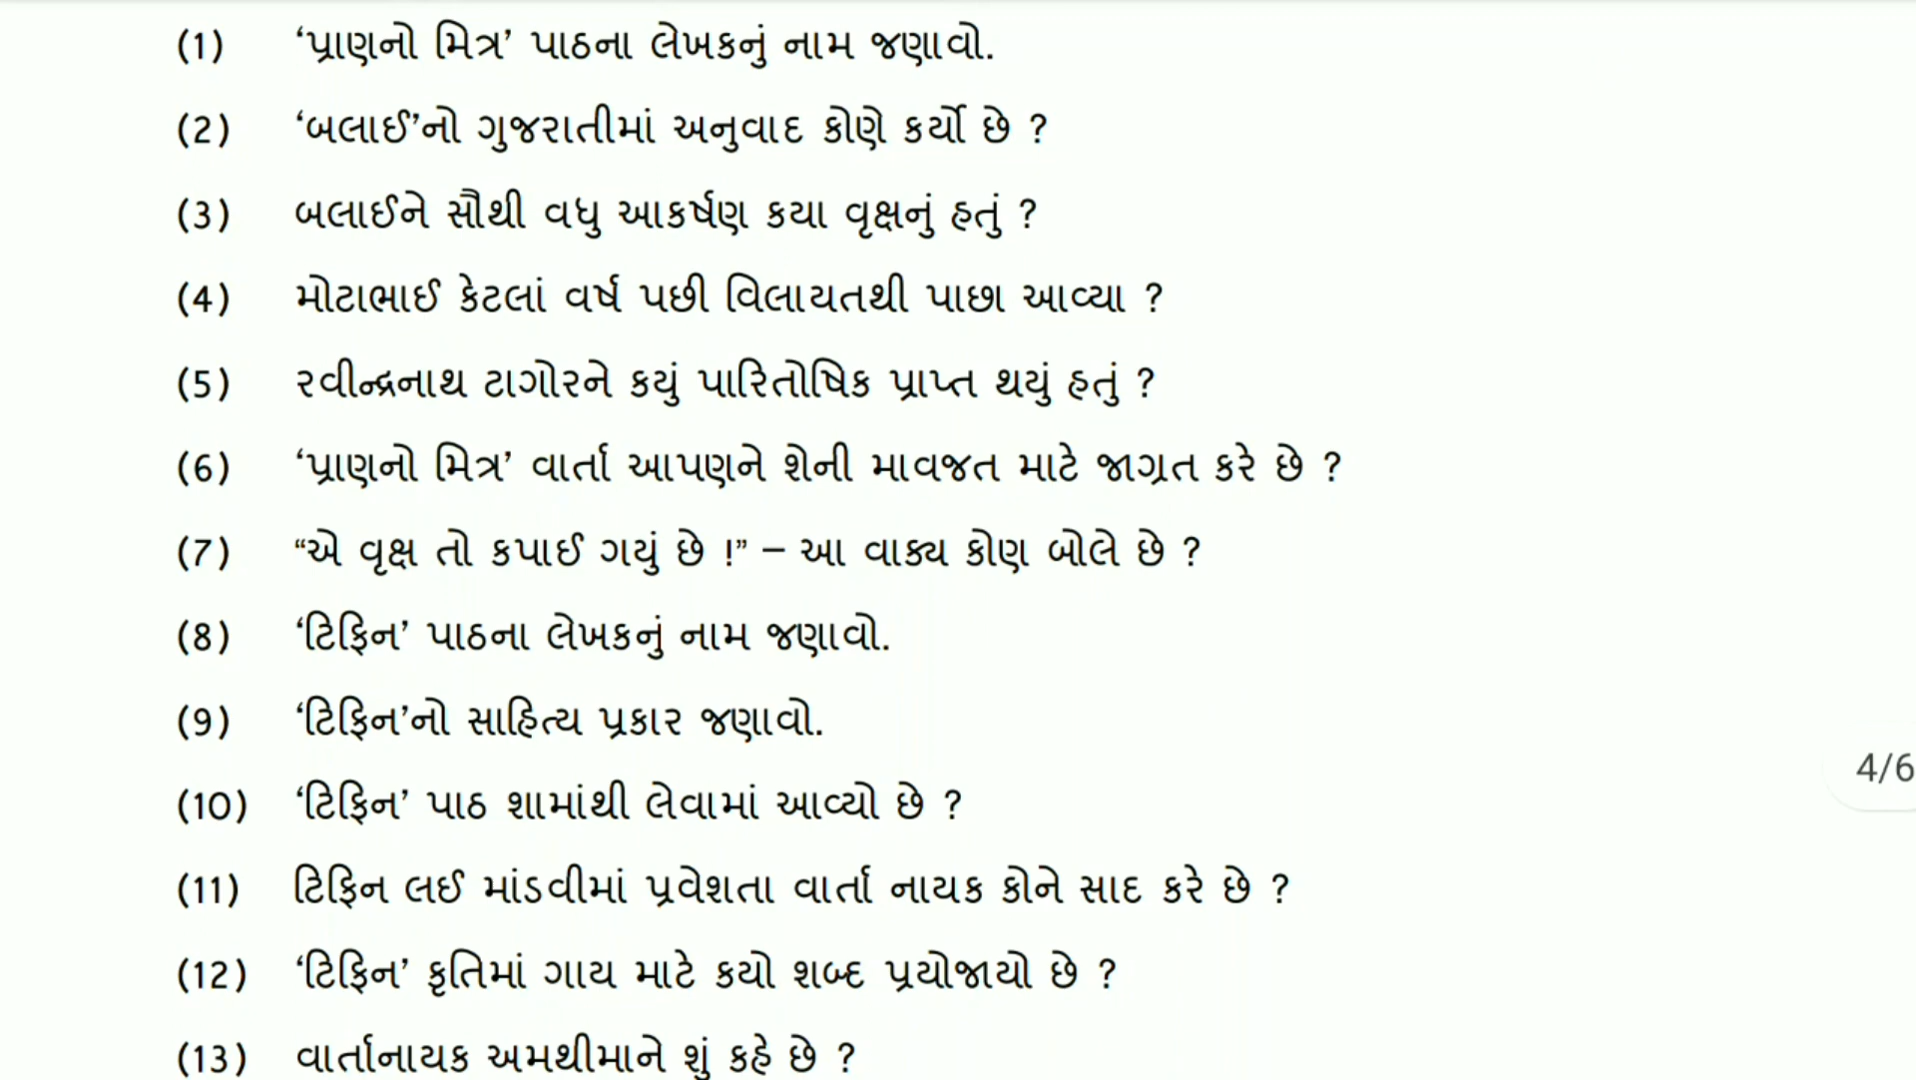 (1) ‘પ્રાણનો મિત્ર’ પાઠના લેખકનું નામ જણાવો.
(2) ‘બલાઈ’નો ગુજરાતીમાં અનુવાદ કોણે કર્યો છે ?
(3) બલાઈને સૌથી વધુ આકર્ષણ કયા વૃક્ષનું હતું ?
(4) મોટાભાઈ કેટલાં વર્ષ પછી વિલાયતથી પાછા આવ્યા ?
(5) રવીન્દ્રનાથ ટાગોરને કયું પારિતોષિક પ્રાપ્ત થયું હતું ?
(6) ‘પ્રાણનો મિત્ર’ વાર્તા આપણને શેની માવજત માટે જાગ્રત કરે છે ?
(7) “એ વૃક્ષ તો કપાઈ ગયું છે !” – આ વાક્ય કોણ બોલે છે ?
(8) ‘ટિફિન’ પાઠના લેખકનું નામ જણાવો.
(9) ‘ટિફિન’નો સાહિત્ય પ્રકાર જણાવો.
4/6
(10) ‘ટિફિન’ પાઠ શામાંથી લેવામાં આવ્યો છે ?
(11) ટિફિન લઈ માંડવીમાં પ્રવેશતા વાર્તા નાયક કોને સાદ કરે છે ?
(12) ‘ટિફિન’ કૃતિમાં ગાય માટે કયો શબ્દ પ્રયોજાયો છે ?
(13) વાર્તાનાયક અમથીમાને શું કહે છે ?